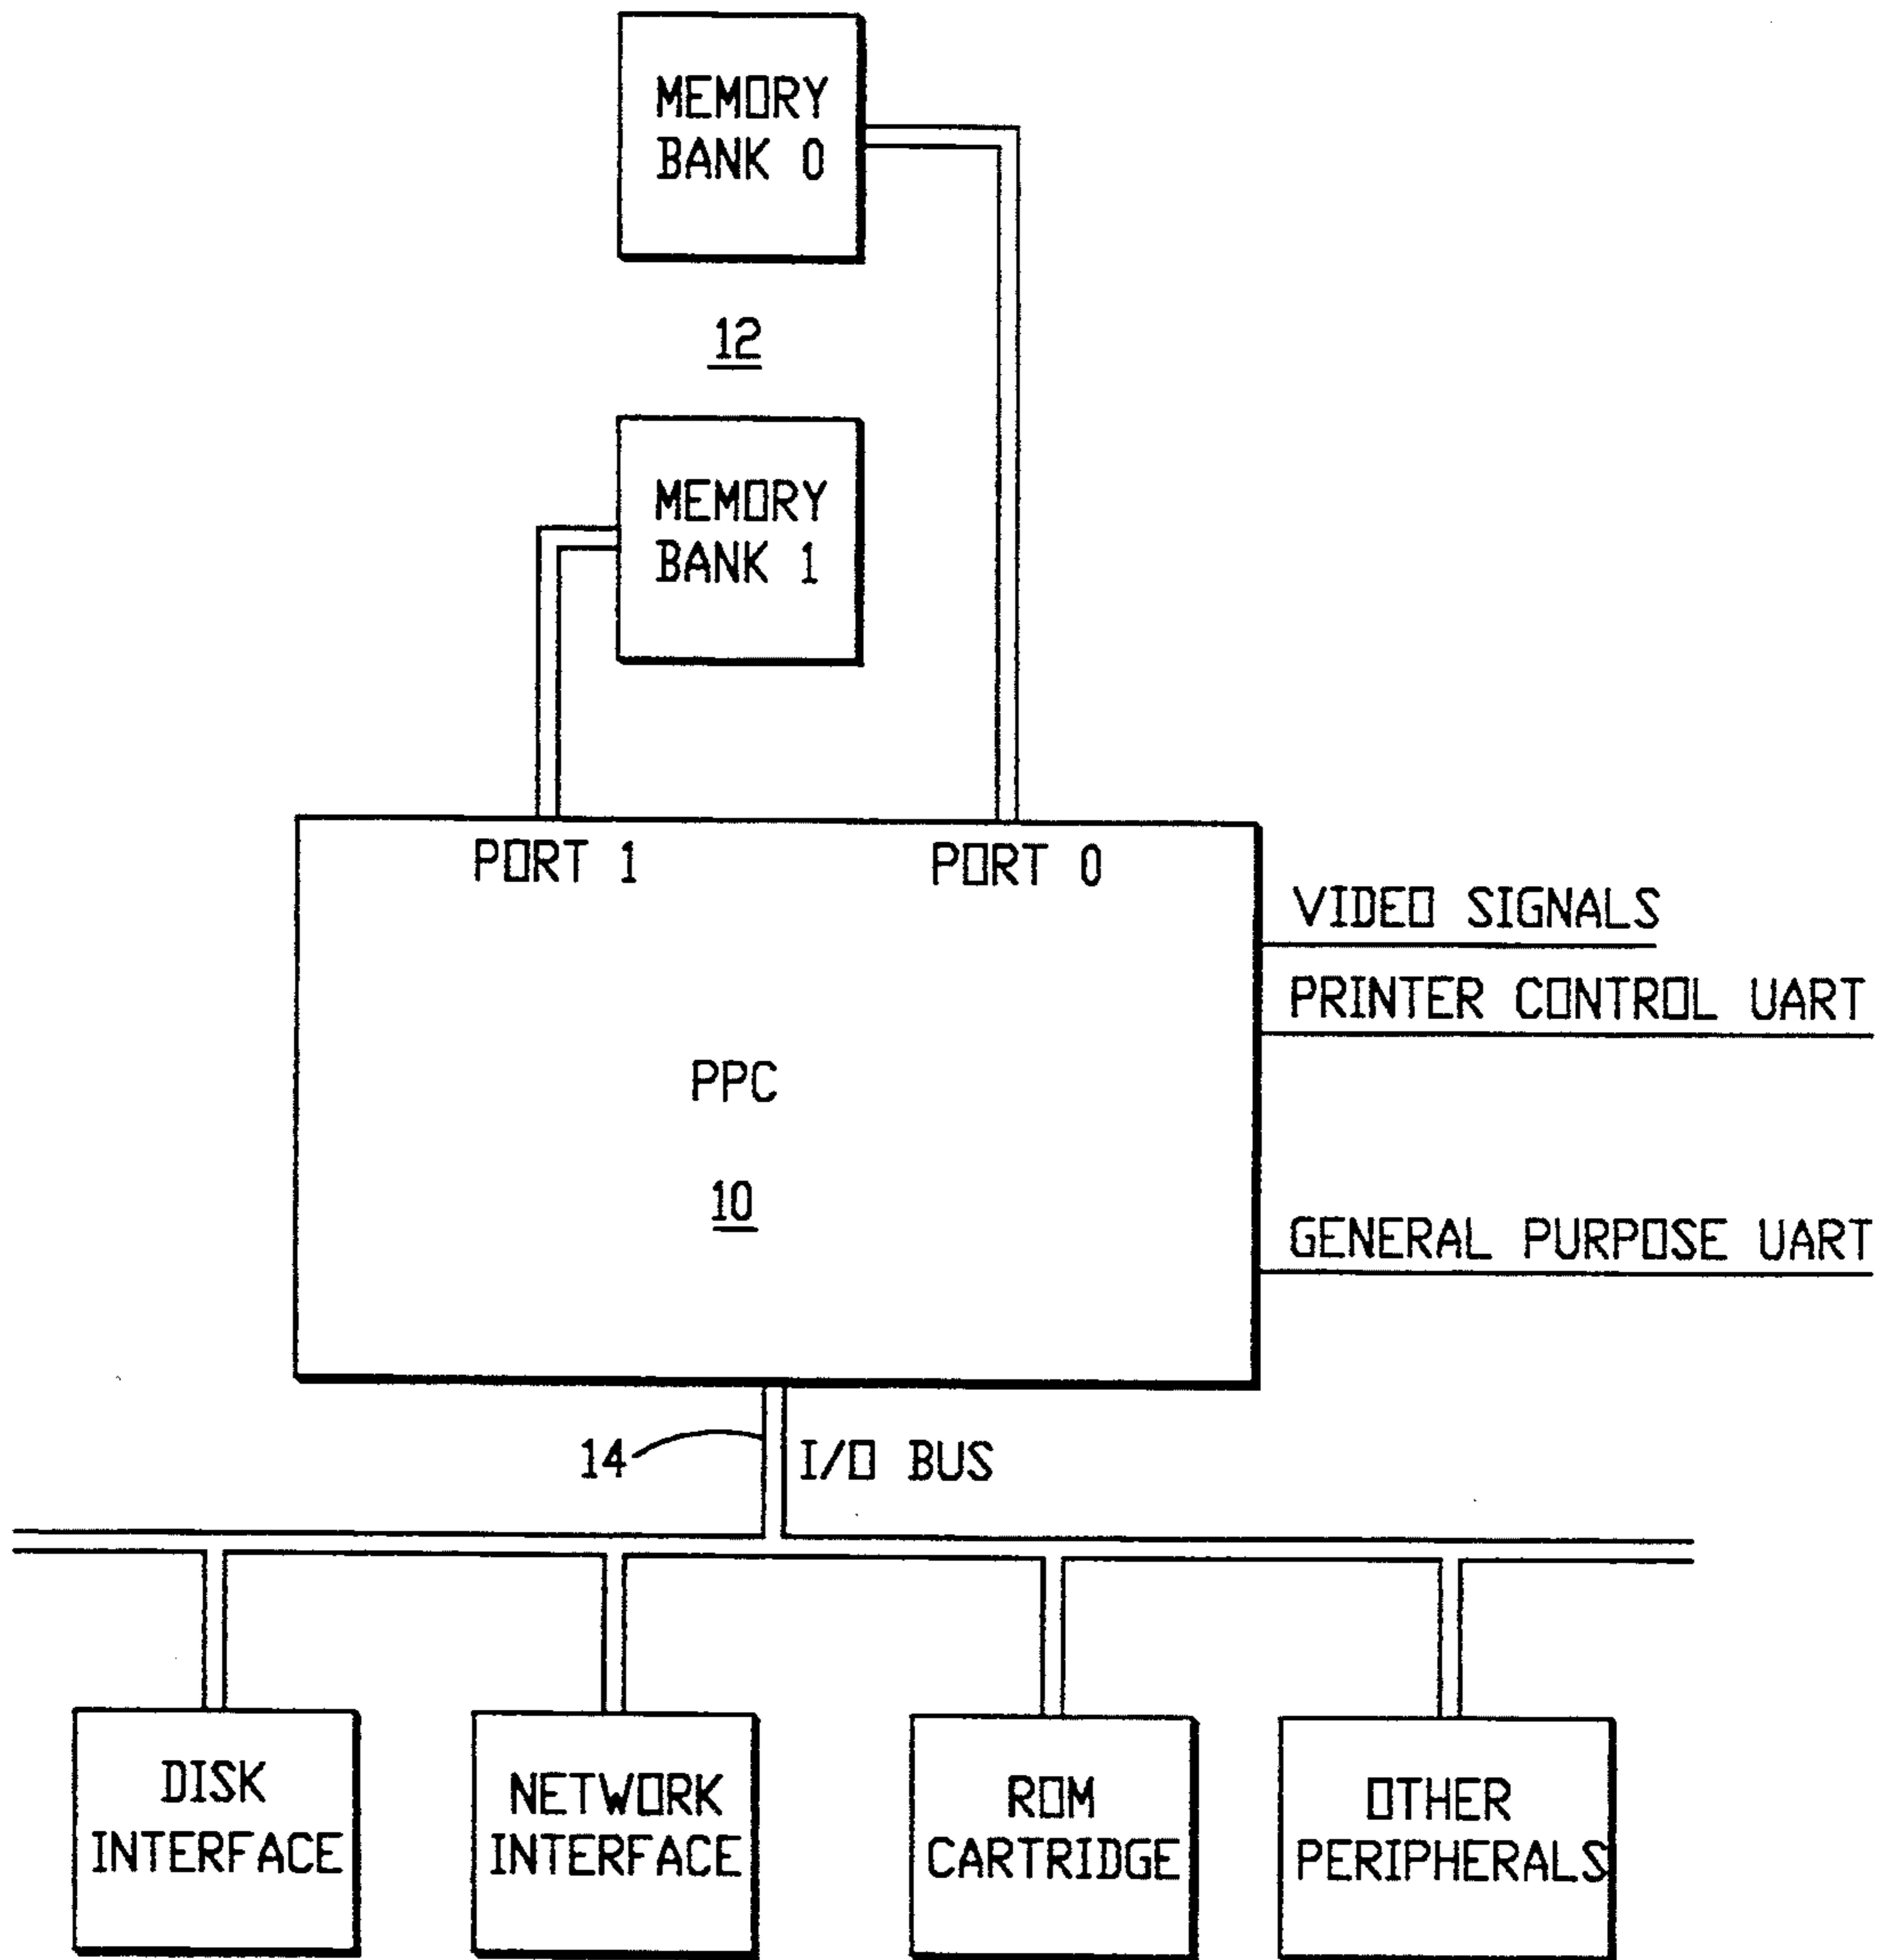 MEMORY
BANK 0
12
MEMORY
BANK 1
PORT 1
PORT 0
VIDEO SIGNALS
PRINTER CONTROL UART
PPC
10
GENERAL PURPOSE UART
14
I/O BUS
DISK
INTERFACE
NETWORK
INTERFACE
ROM
CARTRIDGE
OTHER
PERIPHERALS